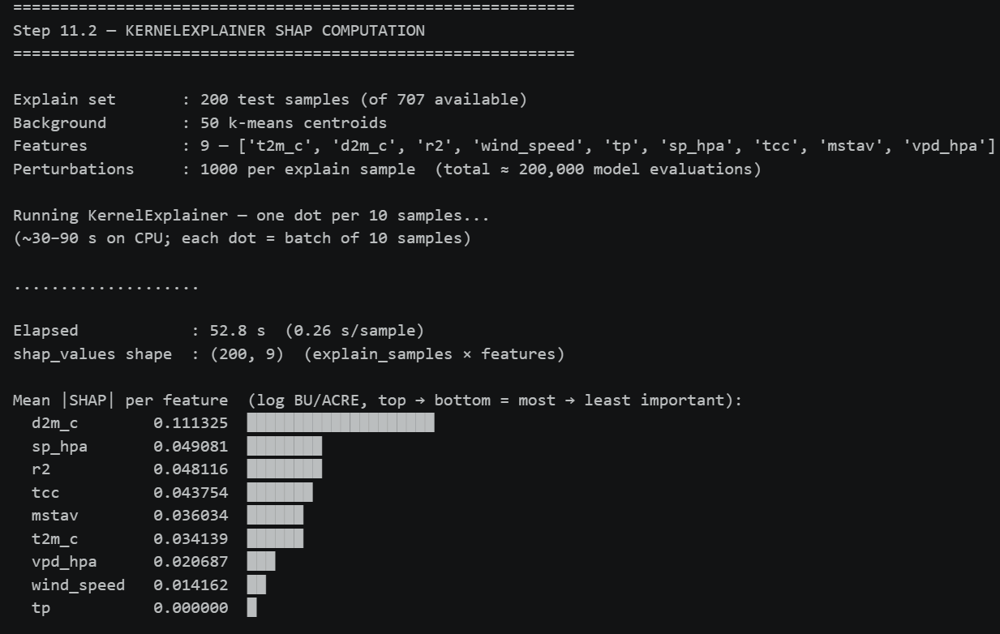 ============================================================
Step 11.2 — KERNELEXPLAINER SHAP COMPUTATION
============================================================
Explain set       : 200 test samples (of 707 available)
Background        : 50 k-means centroids
Features          : 9 — ['t2m_c', 'd2m_c', 'r2', 'wind_speed', 'tp', 'sp_hpa', 'tcc', 'mstav', 'vpd_hpa']
Perturbations     : 1000 per explain sample  (total ≈ 200,000 model evaluations)
Running KernelExplainer — one dot per 10 samples...
(~30–90 s on CPU; each dot = batch of 10 samples)
....................
Elapsed            : 52.8 s  (0.26 s/sample)
shap_values shape  : (200, 9)  (explain_samples × features)
Mean |SHAP| per feature  (log BU/ACRE, top → bottom = most → least important):
  d2m_c        0.111325  ████████████████████
  sp_hpa       0.049081  ████████
  r2           0.048116  ████████
  tcc          0.043754  ███████
  mstav        0.036034  ██████
  t2m_c        0.034139  ██████
  vpd_hpa      0.020687  ███
  wind_speed   0.014162  ██
  tp           0.000000  █